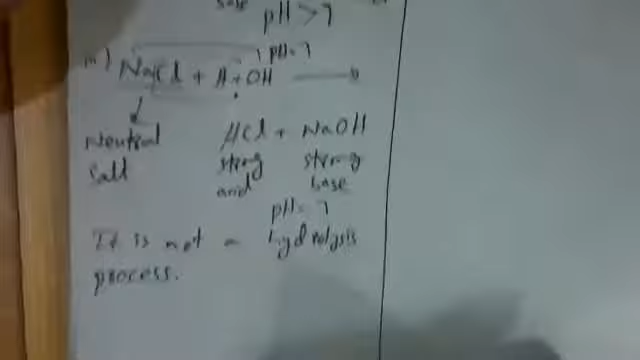 base
pH > 7
pH = 7
m) NaCl + H + OH ⟶
↓
Neutral salt
HCl + NaOH
strong acid strong base
pH = 7
It is not a hydrolysis
process.